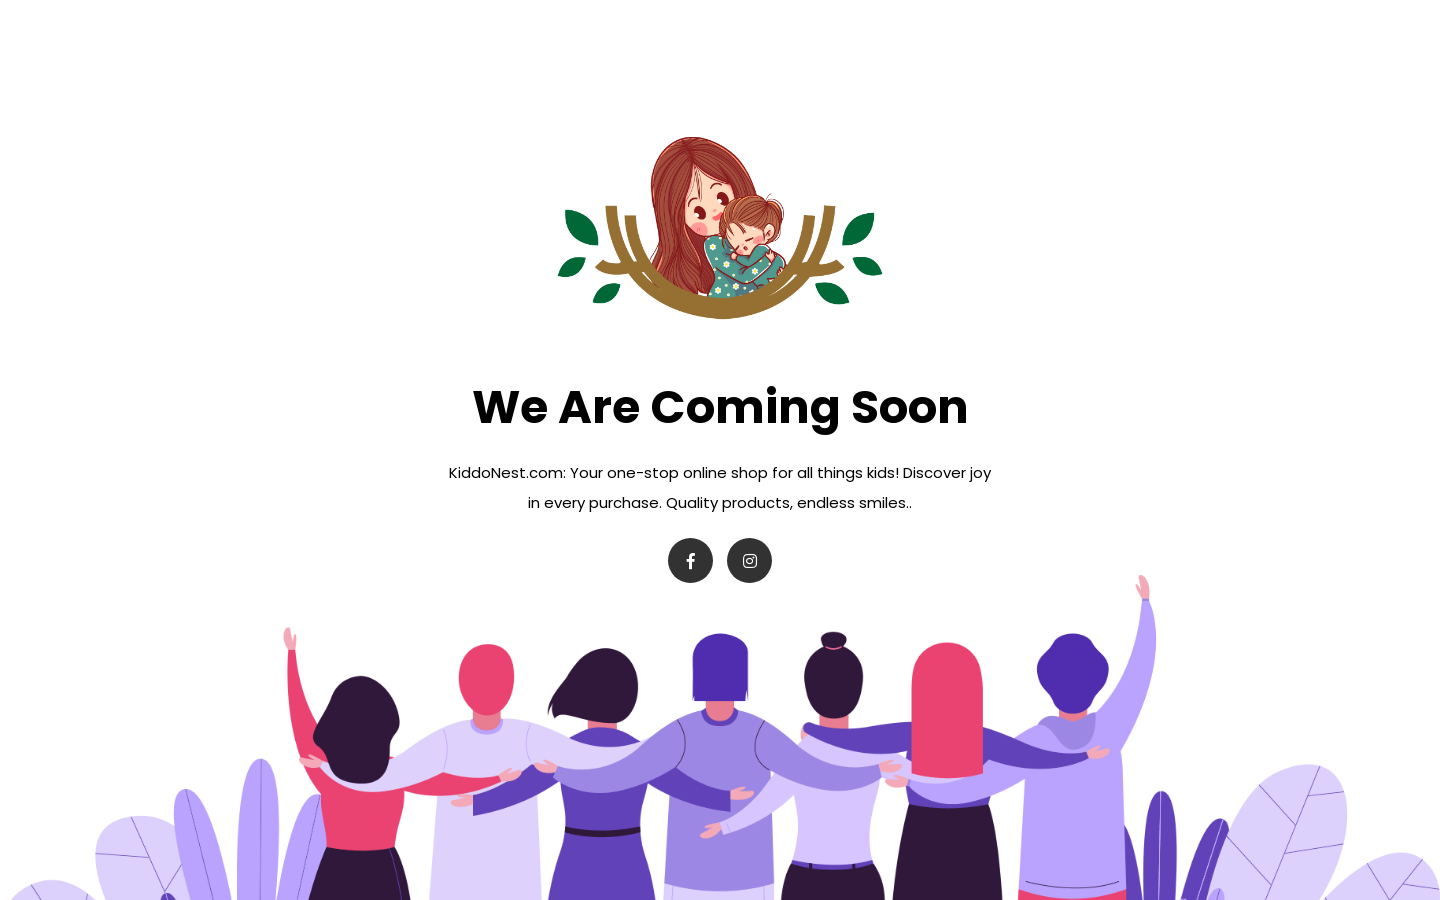 We Are Coming Soon
KiddoNest.com: Your one-stop online shop for all things kids! Discover joy
in every purchase. Quality products, endless smiles..